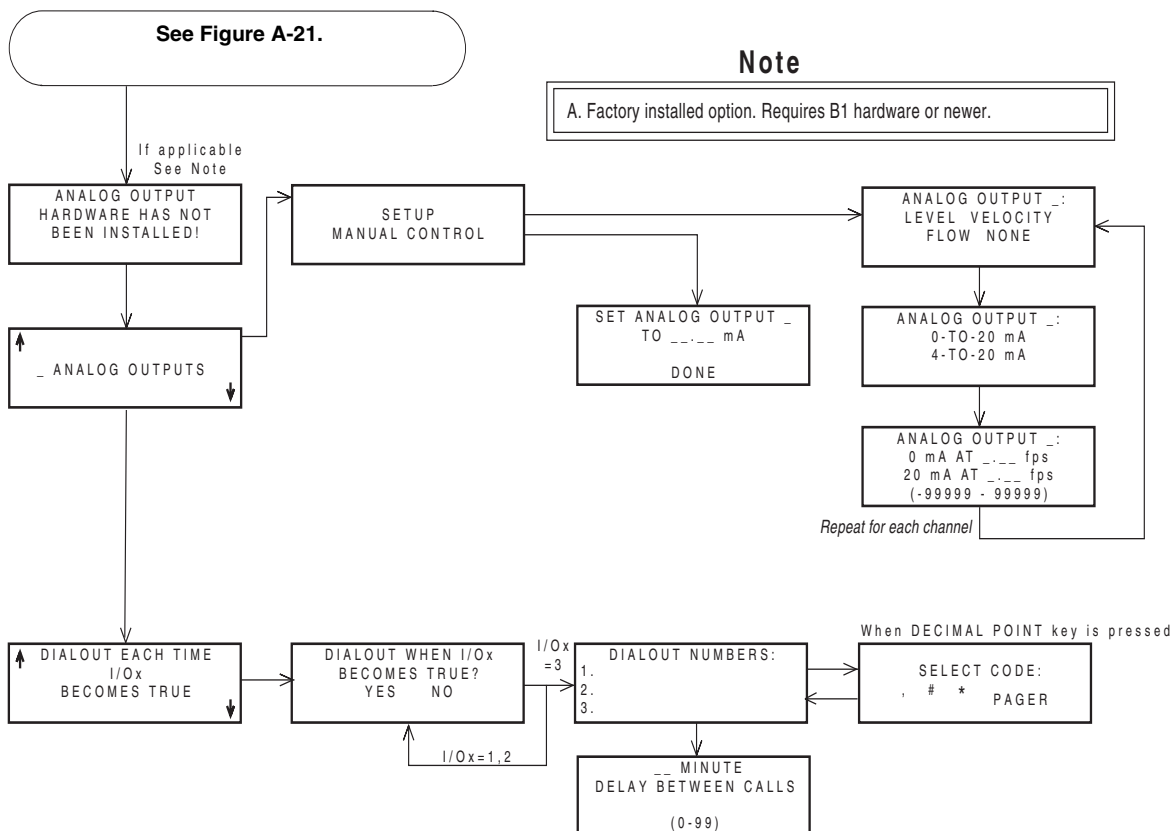 See Figure A-21.
Note
A. Factory installed option. Requires B1 hardware or newer.
If applicable
See Note
ANALOG OUTPUT
HARDWARE HAS NOT
BEEN INSTALLED!
SETUP
MANUAL CONTROL
ANALOG OUTPUT _:
LEVEL VELOCITY
FLOW NONE
_ ANALOG OUTPUTS
SET ANALOG OUTPUT _
TO __.__ mA
DONE
ANALOG OUTPUT _:
0-TO-20 mA
4-TO-20 mA
ANALOG OUTPUT _:
0 mA AT _.__ fps
20 mA AT _.__ fps
(-99999 - 99999)
Repeat for each channel
DIALOUT EACH TIME
I/Ox
BECOMES TRUE
DIALOUT WHEN I/Ox
BECOMES TRUE?
YES NO
I/Ox
=3
I/Ox=1,2
DIALOUT NUMBERS:
1.
2.
3.
When DECIMAL POINT key is pressed
SELECT CODE:
, # * PAGER
__ MINUTE
DELAY BETWEEN CALLS
(0-99)